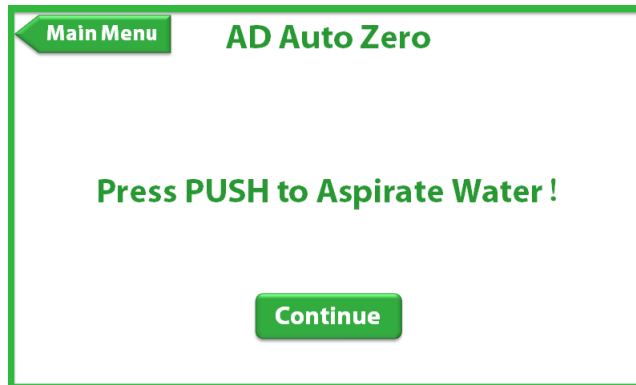 Main Menu
AD Auto Zero
Press PUSH to Aspirate Water !
Continue